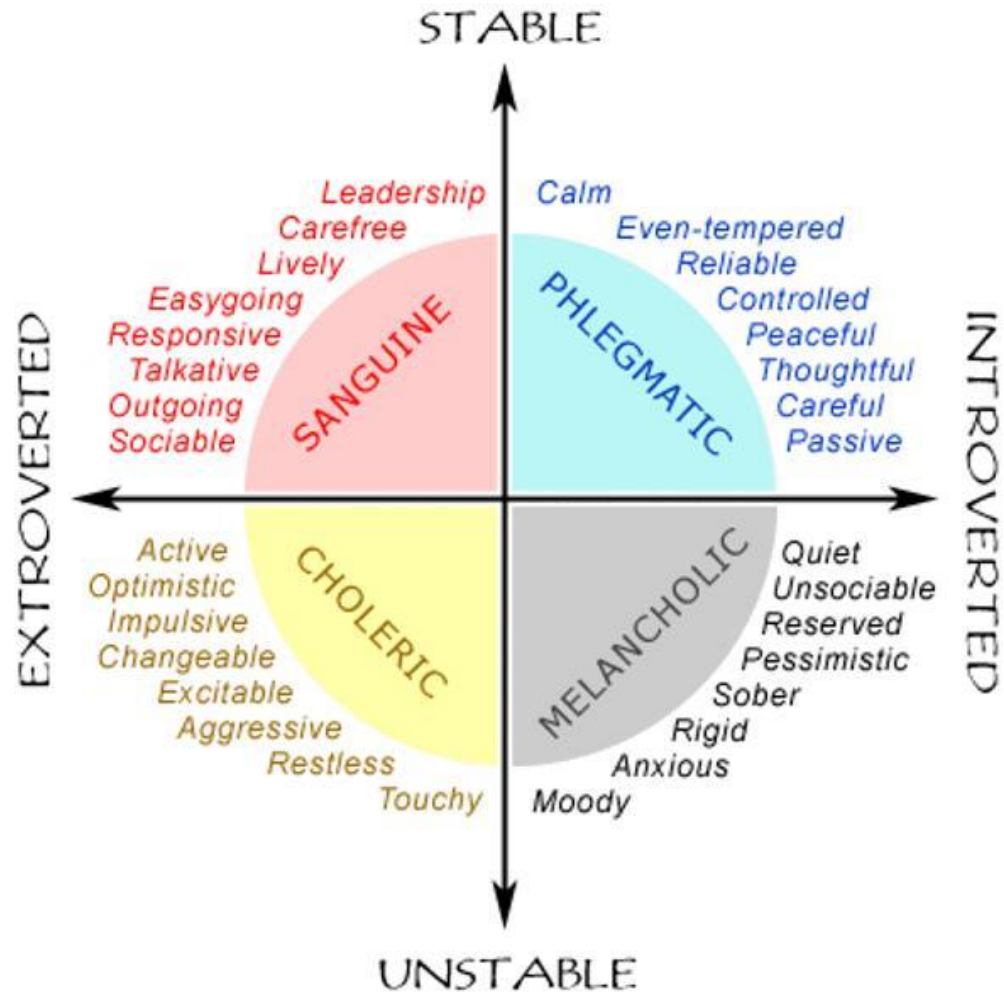 STABLE
Leadership
Carefree
Lively
Easygoing
Responsive
Talkative
Outgoing
Sociable
SANGUINE
Calm
Even-tempered
Reliable
Controlled
Peaceful
Thoughtful
Careful
Passive
PHLEGMATIC
EXTROVERTED
INTROVERTED
Active
Optimistic
Impulsive
Changeable
Excitable
Aggressive
Restless
Touchy
CHOLERIC
Quiet
Unsociable
Reserved
Pessimistic
Sober
Rigid
Anxious
Moody
MELANCHOLIC
UNSTABLE